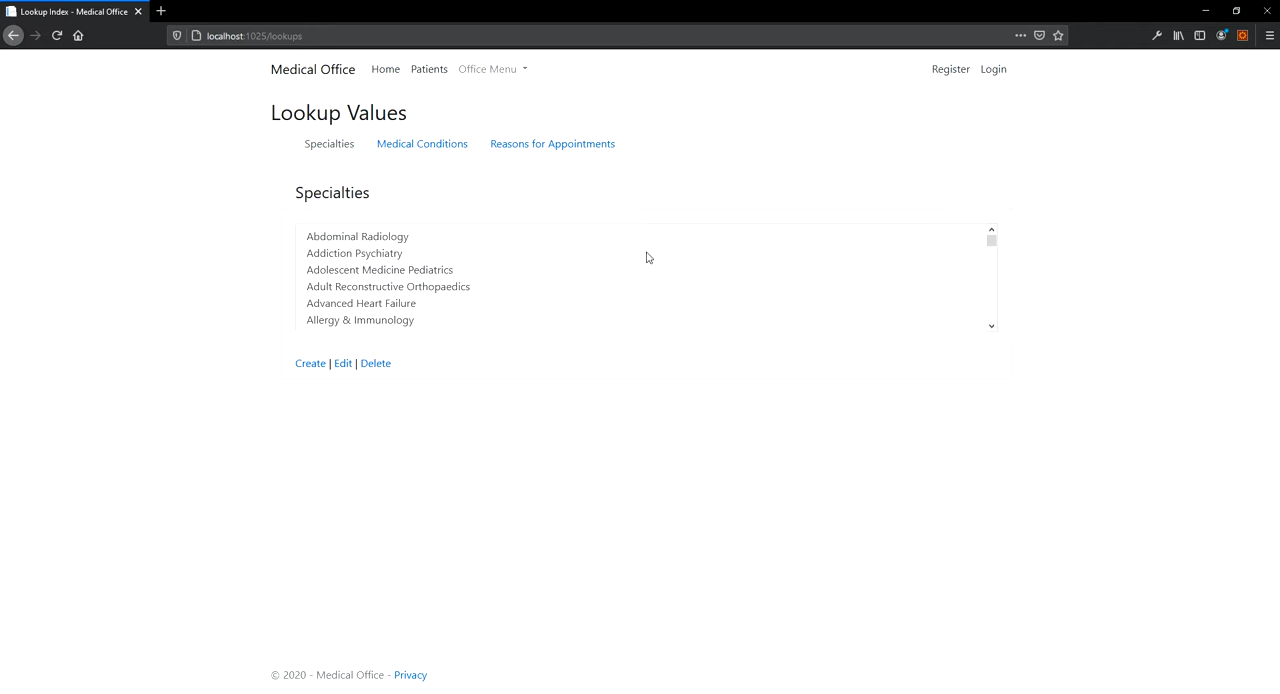 Lookup Index - Medical Office
localhost:1025/lookups
Medical Office Home Patients Office Menu Register Login
Lookup Values
Specialties Medical Conditions Reasons for Appointments
Specialties
Abdominal Radiology
Addiction Psychiatry
Adolescent Medicine Pediatrics
Adult Reconstructive Orthopaedics
Advanced Heart Failure
Allergy & Immunology
Create | Edit | Delete
© 2020 - Medical Office - Privacy